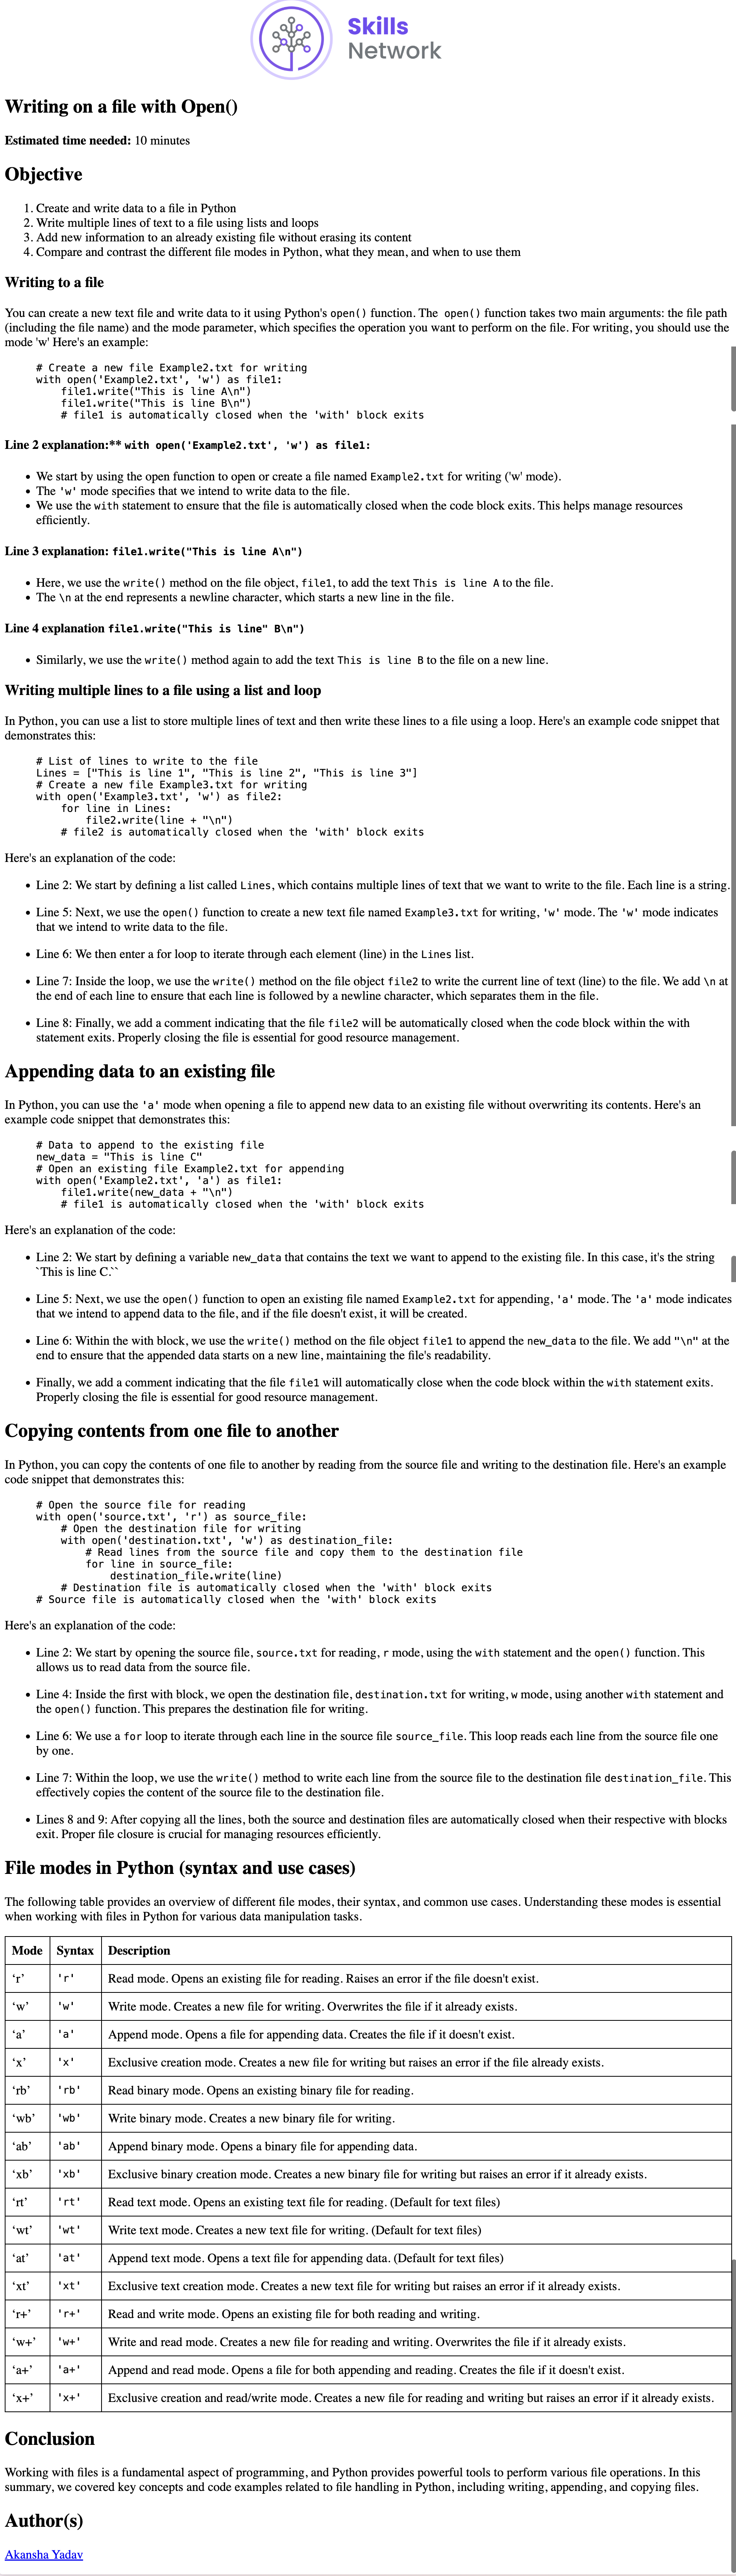 Skills
Network
Writing on a file with Open()
Estimated time needed: 10 minutes
Objective
1. Create and write data to a file in Python
2. Write multiple lines of text to a file using lists and loops
3. Add new information to an already existing file without erasing its content
4. Compare and contrast the different file modes in Python, what they mean, and when to use them
Writing to a file
You can create a new text file and write data to it using Python's open() function. The open() function takes two main arguments: the file path
(including the file name) and the mode parameter, which specifies the operation you want to perform on the file. For writing, you should use the
mode 'w' Here's an example:
# Create a new file Example2.txt for writing
with open('Example2.txt', 'w') as file1:
    file1.write("This is line A\n")
    file1.write("This is line B\n")
    # file1 is automatically closed when the 'with' block exits
Line 2 explanation:** with open('Example2.txt', 'w') as file1:
• We start by using the open function to open or create a file named Example2.txt for writing ('w' mode).
• The 'w' mode specifies that we intend to write data to the file.
• We use the with statement to ensure that the file is automatically closed when the code block exits. This helps manage resources
efficiently.
Line 3 explanation: file1.write("This is line A\n")
• Here, we use the write() method on the file object, file1, to add the text This is line A to the file.
• The \n at the end represents a newline character, which starts a new line in the file.
Line 4 explanation file1.write("This is line" B\n")
• Similarly, we use the write() method again to add the text This is line B to the file on a new line.
Writing multiple lines to a file using a list and loop
In Python, you can use a list to store multiple lines of text and then write these lines to a file using a loop. Here's an example code snippet that
demonstrates this:
# List of lines to write to the file
Lines = ["This is line 1", "This is line 2", "This is line 3"]
# Create a new file Example3.txt for writing
with open('Example3.txt', 'w') as file2:
    for line in Lines:
        file2.write(line + "\n")
    # file2 is automatically closed when the 'with' block exits
Here's an explanation of the code:
• Line 2: We start by defining a list called Lines, which contains multiple lines of text that we want to write to the file. Each line is a string.
• Line 5: Next, we use the open() function to create a new text file named Example3.txt for writing, 'w' mode. The 'w' mode indicates
that we intend to write data to the file.
• Line 6: We then enter a for loop to iterate through each element (line) in the Lines list.
• Line 7: Inside the loop, we use the write() method on the file object file2 to write the current line of text (line) to the file. We add \n at
the end of each line to ensure that each line is followed by a newline character, which separates them in the file.
• Line 8: Finally, we add a comment indicating that the file file2 will be automatically closed when the code block within the with
statement exits. Properly closing the file is essential for good resource management.
Appending data to an existing file
In Python, you can use the 'a' mode when opening a file to append new data to an existing file without overwriting its contents. Here's an
example code snippet that demonstrates this:
# Data to append to the existing file
new_data = "This is line C"
# Open an existing file Example2.txt for appending
with open('Example2.txt', 'a') as file1:
    file1.write(new_data + "\n")
    # file1 is automatically closed when the 'with' block exits
Here's an explanation of the code:
• Line 2: We start by defining a variable new_data that contains the text we want to append to the existing file. In this case, it's the string
`This is line C.``
• Line 5: Next, we use the open() function to open an existing file named Example2.txt for appending, 'a' mode. The 'a' mode indicates
that we intend to append data to the file, and if the file doesn't exist, it will be created.
• Line 6: Within the with block, we use the write() method on the file object file1 to append the new_data to the file. We add "\n" at the
end to ensure that the appended data starts on a new line, maintaining the file's readability.
• Finally, we add a comment indicating that the file file1 will automatically close when the code block within the with statement exits.
Properly closing the file is essential for good resource management.
Copying contents from one file to another
In Python, you can copy the contents of one file to another by reading from the source file and writing to the destination file. Here's an example
code snippet that demonstrates this:
# Open the source file for reading
with open('source.txt', 'r') as source_file:
    # Open the destination file for writing
    with open('destination.txt', 'w') as destination_file:
        # Read lines from the source file and copy them to the destination file
        for line in source_file:
            destination_file.write(line)
    # Destination file is automatically closed when the 'with' block exits
# Source file is automatically closed when the 'with' block exits
Here's an explanation of the code:
• Line 2: We start by opening the source file, source.txt for reading, r mode, using the with statement and the open() function. This
allows us to read data from the source file.
• Line 4: Inside the first with block, we open the destination file, destination.txt for writing, w mode, using another with statement and
the open() function. This prepares the destination file for writing.
• Line 6: We use a for loop to iterate through each line in the source file source_file. This loop reads each line from the source file one
by one.
• Line 7: Within the loop, we use the write() method to write each line from the source file to the destination file destination_file. This
effectively copies the content of the source file to the destination file.
• Lines 8 and 9: After copying all the lines, both the source and destination files are automatically closed when their respective with blocks
exit. Proper file closure is crucial for managing resources efficiently.
File modes in Python (syntax and use cases)
The following table provides an overview of different file modes, their syntax, and common use cases. Understanding these modes is essential
when working with files in Python for various data manipulation tasks.
Mode Syntax Description
‘r’ 'r' Read mode. Opens an existing file for reading. Raises an error if the file doesn't exist.
‘w’ 'w' Write mode. Creates a new file for writing. Overwrites the file if it already exists.
‘a’ 'a' Append mode. Opens a file for appending data. Creates the file if it doesn't exist.
‘x’ 'x' Exclusive creation mode. Creates a new file for writing but raises an error if the file already exists.
‘rb’ 'rb' Read binary mode. Opens an existing binary file for reading.
‘wb’ 'wb' Write binary mode. Creates a new binary file for writing.
‘ab’ 'ab' Append binary mode. Opens a binary file for appending data.
‘xb’ 'xb' Exclusive binary creation mode. Creates a new binary file for writing but raises an error if it already exists.
‘rt’ 'rt' Read text mode. Opens an existing text file for reading. (Default for text files)
‘wt’ 'wt' Write text mode. Creates a new text file for writing. (Default for text files)
‘at’ 'at' Append text mode. Opens a text file for appending data. (Default for text files)
‘xt’ 'xt' Exclusive text creation mode. Creates a new text file for writing but raises an error if it already exists.
‘r+’ 'r+' Read and write mode. Opens an existing file for both reading and writing.
‘w+’ 'w+' Write and read mode. Creates a new file for reading and writing. Overwrites the file if it already exists.
‘a+’ 'a+' Append and read mode. Opens a file for both appending and reading. Creates the file if it doesn't exist.
‘x+’ 'x+' Exclusive creation and read/write mode. Creates a new file for reading and writing but raises an error if it already exists.
Conclusion
Working with files is a fundamental aspect of programming, and Python provides powerful tools to perform various file operations. In this
summary, we covered key concepts and code examples related to file handling in Python, including writing, appending, and copying files.
Author(s)
Akansha Yadav